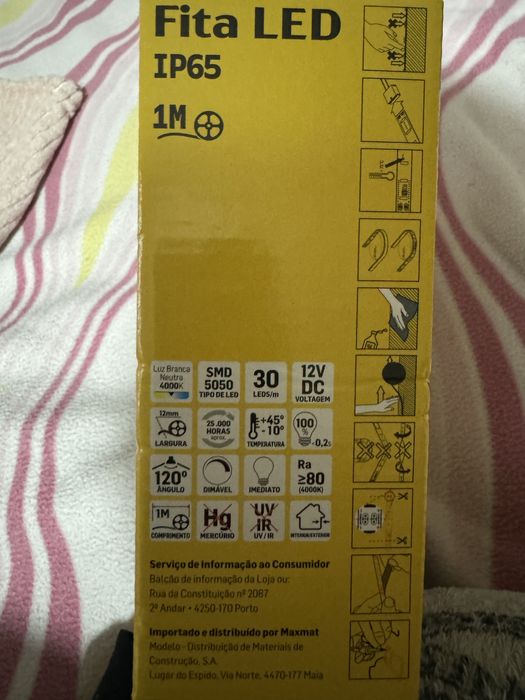 Fita LED
IP65
1M
Luz Branca
Neutra
4000K
SMD
5050
TIPO DE LED
30
LEDS/m
12V
DC
VOLTAGEM
12mm
LARGURA
25.000
HORAS
aprox.
+45º
-10º
TEMPERATURA
100
%
-0,2s
120º
ÂNGULO
DIMÁVEL
IMEDIATO
Ra
≥80
(4000K)
1M
COMPRIMENTO
Hg
MERCÚRIO
UV
IR
UV / IR
INTERIOR/EXTERIOR
Serviço de Informação ao Consumidor
Balcão de informação da Loja ou:
Rua da Constituição nº 2087
2º Andar • 4250-170 Porto
Importado e distribuído por Maxmat
Modelo - Distribuição de Materiais de
Construção, S.A.
Lugar do Espido, Via Norte, 4470-177 Maia